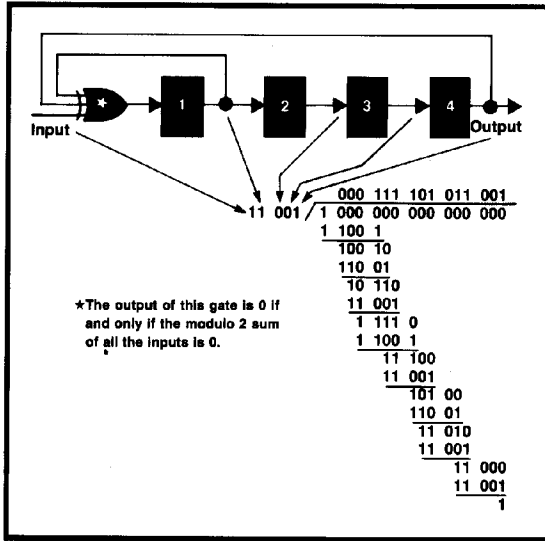 ★
1
2
3
4
Input
Output
000 111 101 011 001
11 001
1 000 000 000 000 000
1 100 1
100 10
110 01
10 110
11 001
1 111 0
1 100 1
11 100
11 001
101 00
110 01
11 010
11 001
11 000
11 001
1
★The output of this gate is 0 if
and only if the modulo 2 sum
of all the inputs is 0.